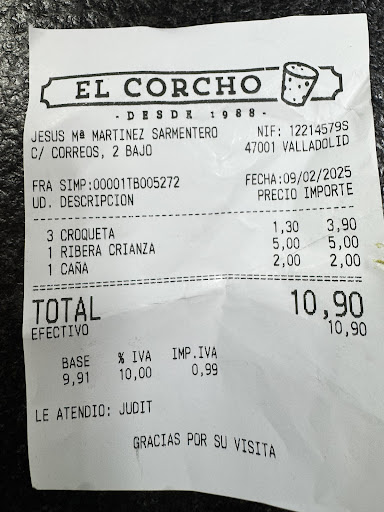 EL CORCHO
- DESDE 1988 -
JESUS Mª MARTINEZ SARMENTERO NIF: 12214579S
C/ CORREOS, 2 BAJO 47001 VALLADOLID
FRA SIMP:00001TB005272 FECHA:09/02/2025
UD. DESCRIPCION PRECIO IMPORTE
3 CROQUETA 1,30 3,90
1 RIBERA CRIANZA 5,00 5,00
1 CAÑA 2,00 2,00
TOTAL 10,90
EFECTIVO 10,90
BASE % IVA IMP.IVA
9,91 10,00 0,99
LE ATENDIO: JUDIT
GRACIAS POR SU VISITA